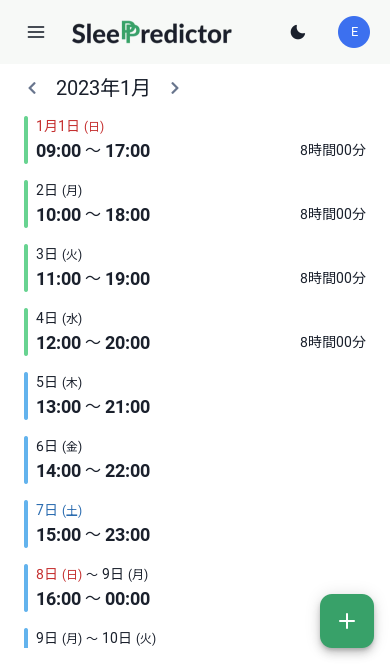 SleePPredictor
E
2023年1月
1月1日 (日)
09:00 〜 17:00 8時間00分
2日 (月)
10:00 〜 18:00 8時間00分
3日 (火)
11:00 〜 19:00 8時間00分
4日 (水)
12:00 〜 20:00 8時間00分
5日 (木)
13:00 〜 21:00
6日 (金)
14:00 〜 22:00
7日 (土)
15:00 〜 23:00
8日 (日) 〜 9日 (月)
16:00 〜 00:00
9日 (月) 〜 10日 (火)